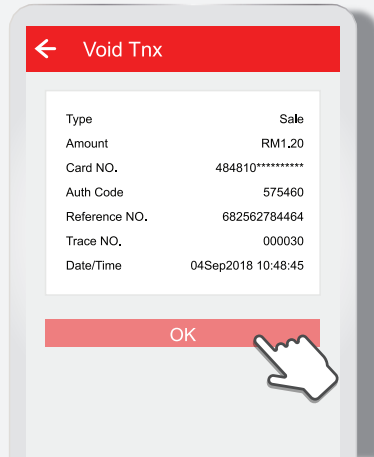 Void Tnx
Type Sale
Amount RM1.20
Card NO. 484810**********
Auth Code 575460
Reference NO. 682562784464
Trace NO. 000030
Date/Time 04Sep2018 10:48:45
OK